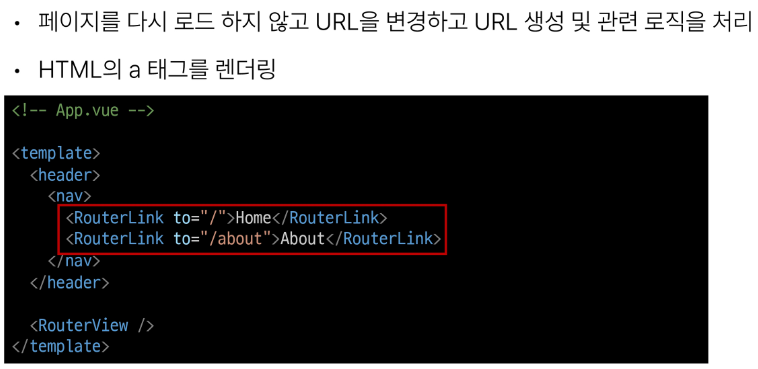 • 페이지를 다시 로드 하지 않고 URL을 변경하고 URL 생성 및 관련 로직을 처리
• HTML의 a 태그를 렌더링
<!-- App.vue -->
<template>
<header>
<nav>
<RouterLink to="/">Home</RouterLink>
<RouterLink to="/about">About</RouterLink>
</nav>
</header>
<RouterView />
</template>